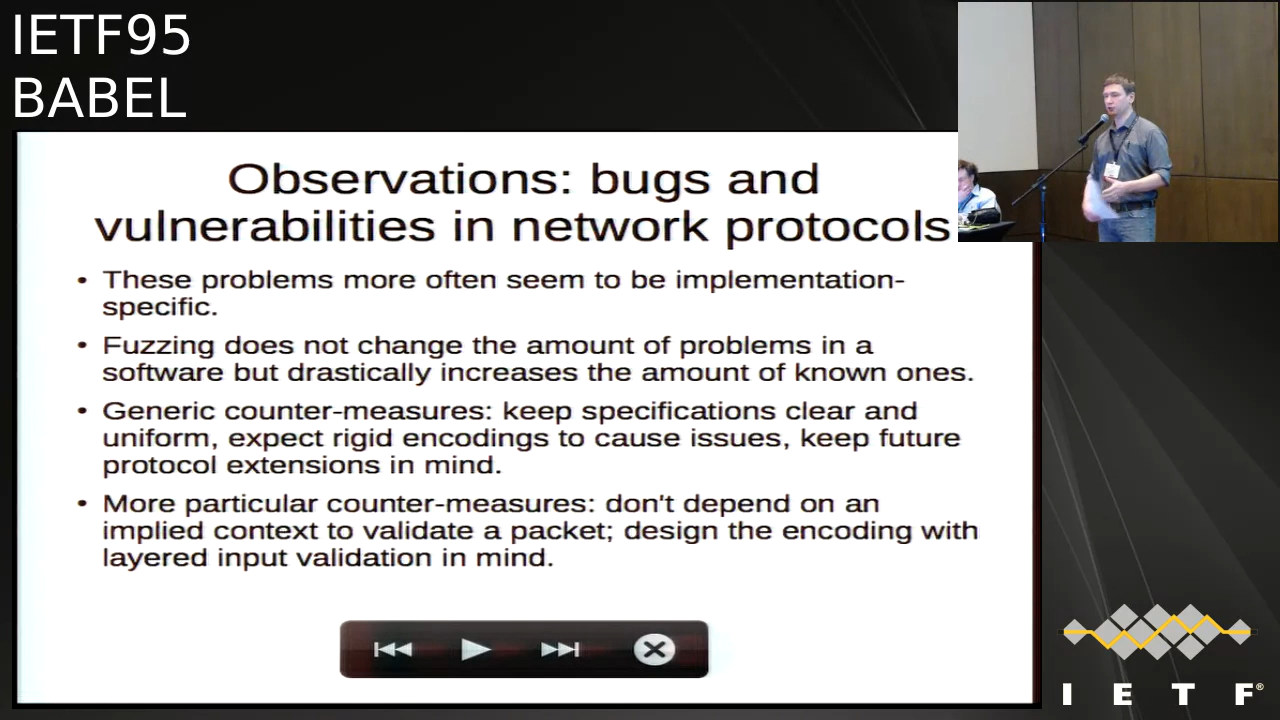 IETF95
BABEL
Observations: bugs and
vulnerabilities in network protocols
• These problems more often seem to be implementation-
specific.
• Fuzzing does not change the amount of problems in a
software but drastically increases the amount of known ones.
• Generic counter-measures: keep specifications clear and
uniform, expect rigid encodings to cause issues, keep future
protocol extensions in mind.
• More particular counter-measures: don't depend on an
implied context to validate a packet; design the encoding with
layered input validation in mind.
I E T F®